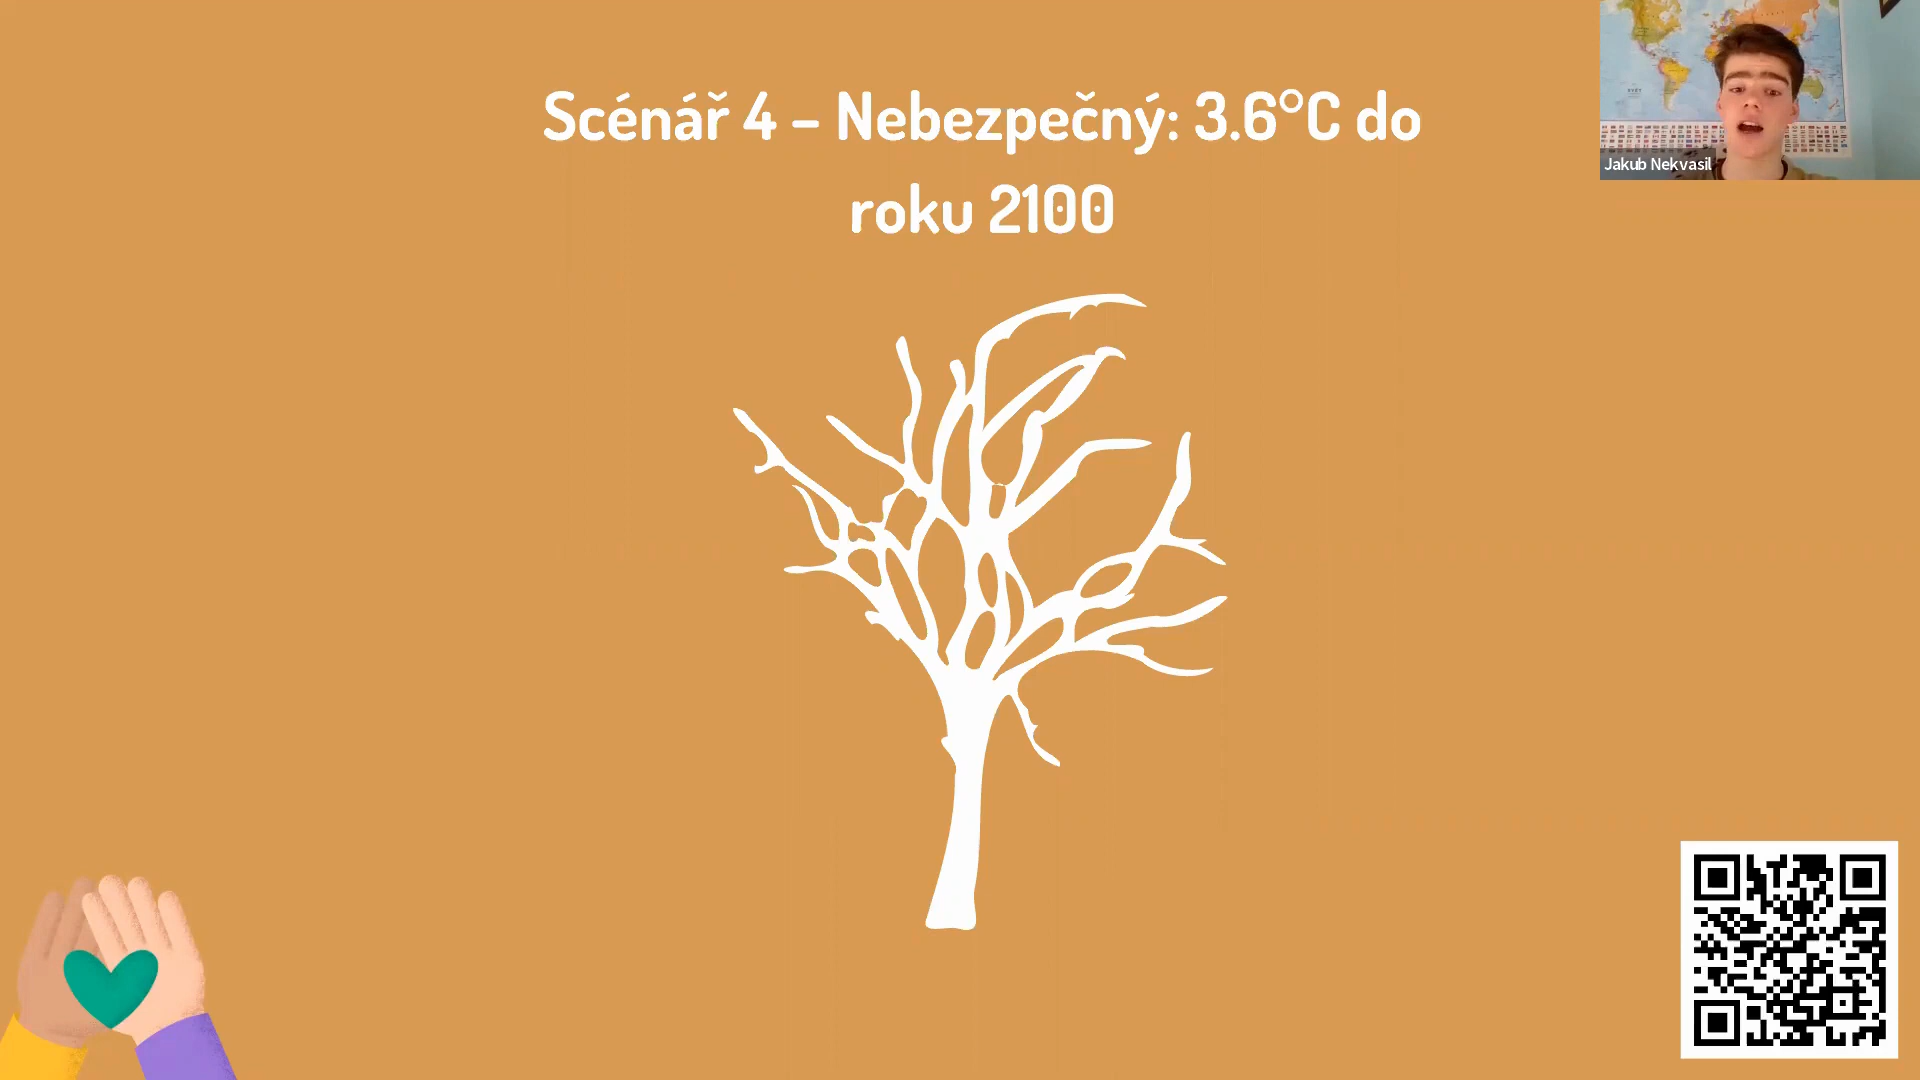 Scénář 4 – Nebezpečný: 3.6°C do
roku 2100
Jakub Nekvasil